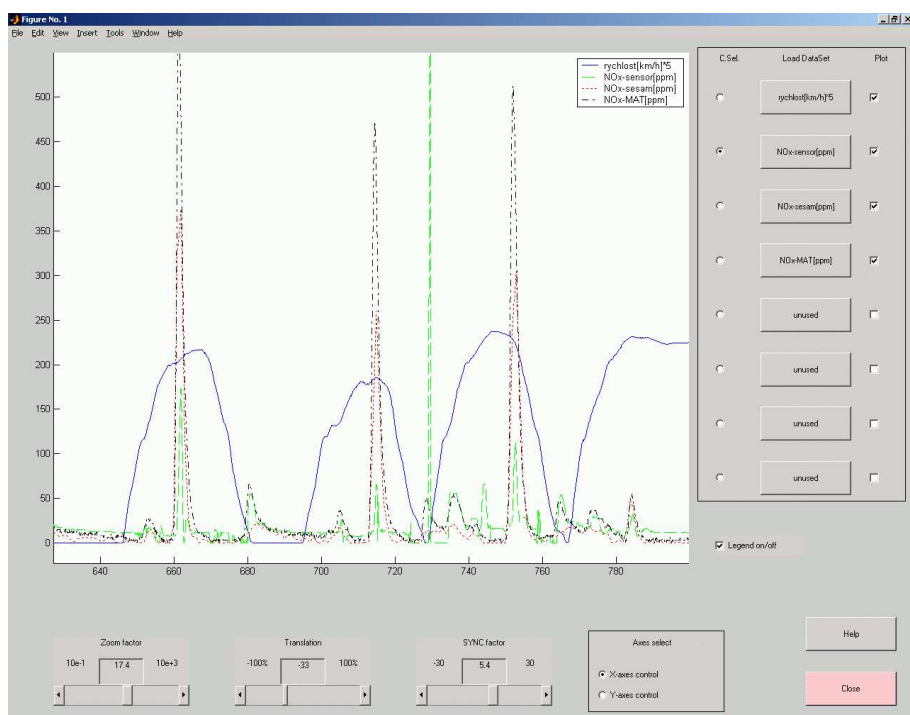 Figure No. 1
File Edit View Insert Tools Window Help
rychlost[km/h]*5
NOx-sensor[ppm]
NOx-sesam[ppm]
NOx-MAT[ppm]
500
450
400
350
300
250
200
150
100
50
0
640 660 680 700 720 740 760 780
C.Sel. Load DataSet Plot
rychlost[km/h]*5
NOx-sensor[ppm]
NOx-sesam[ppm]
NOx-MAT[ppm]
unused
unused
unused
unused
Legend on/off
Zoom factor
10e-1 17.4 10e+3
Translation
-100% -33 100%
SYNC factor
-30 5.4 30
Axes select
X-axes control
Y-axes control
Help
Close